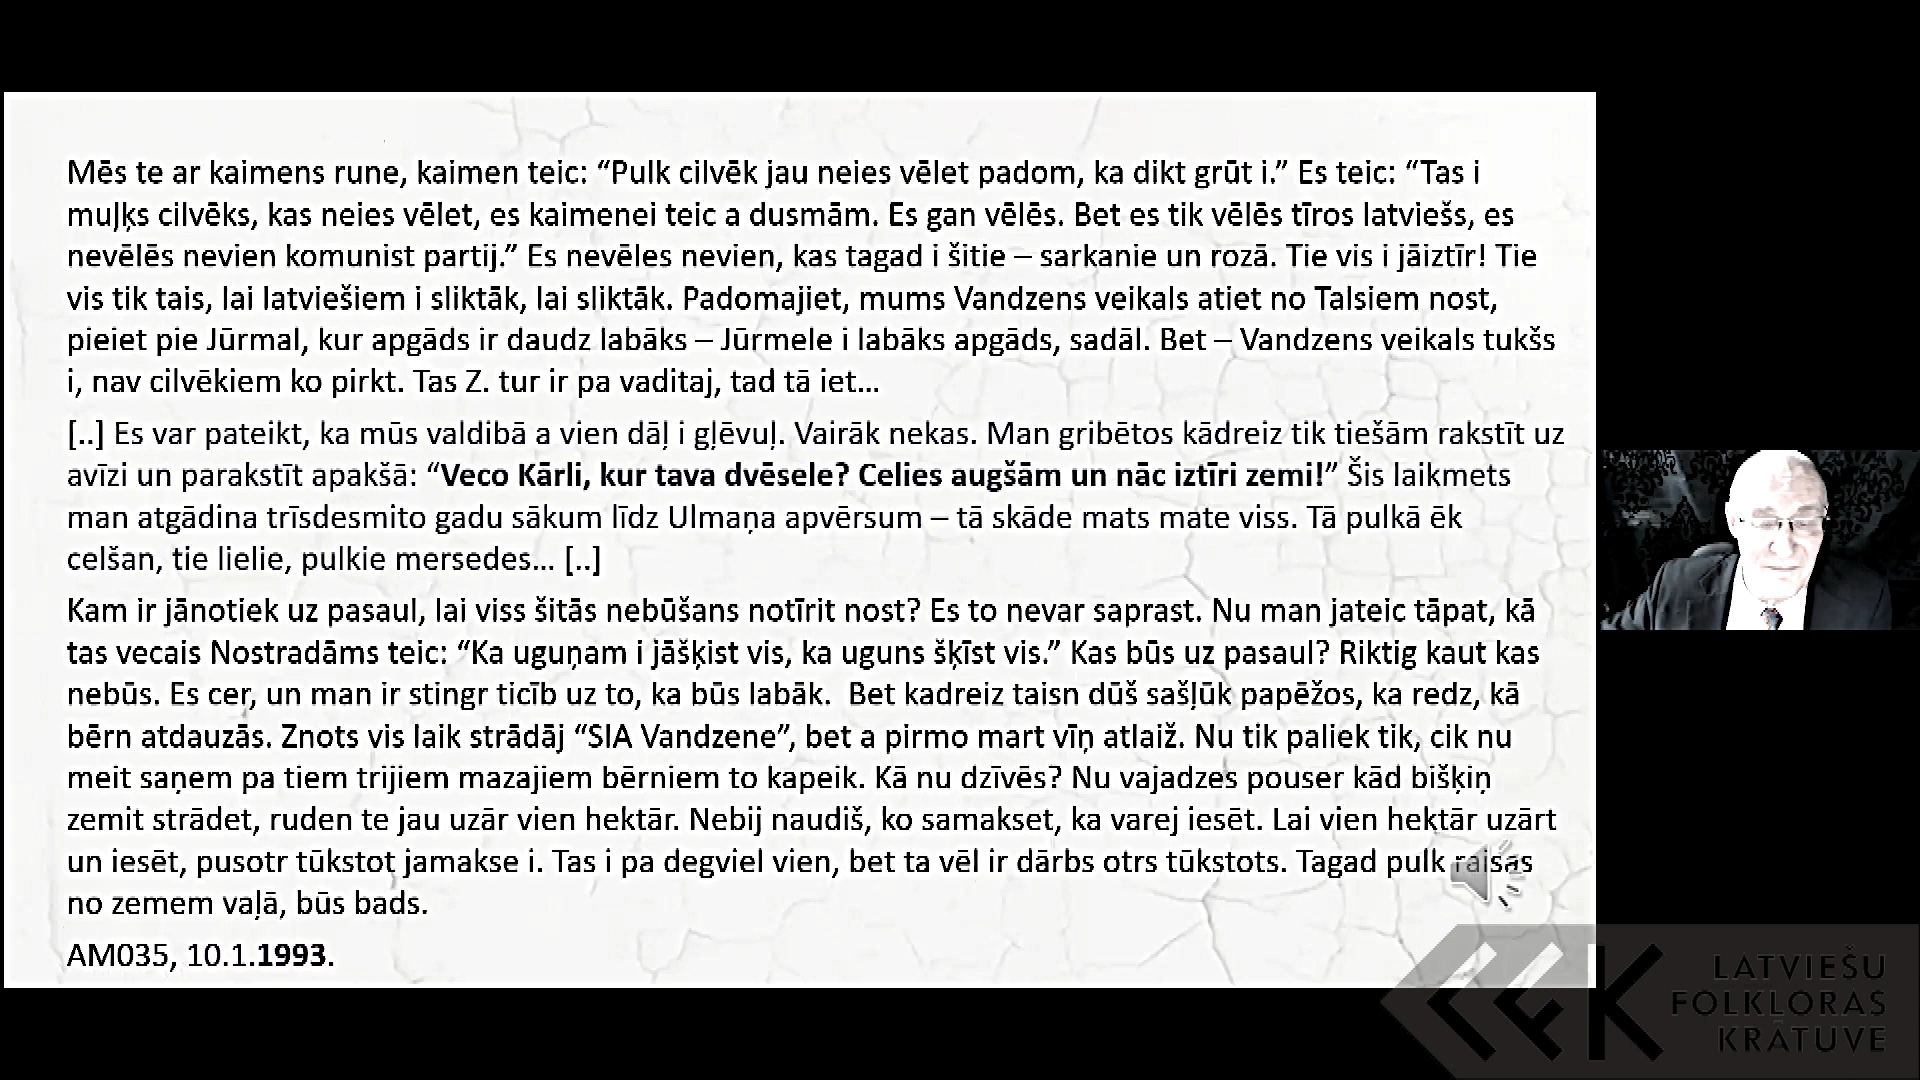 Mēs te ar kaimens rune, kaimen teic: “Pulk cilvēk jau neies vēlet padom, ka dikt grūt i.” Es teic: “Tas i
muļķs cilvēks, kas neies vēlet, es kaimenei teic a dusmām. Es gan vēlēs. Bet es tik vēlēs tīros latviešs, es
nevēlēs nevien komunist partij.” Es nevēles nevien, kas tagad i šitie – sarkanie un rozā. Tie vis i jāiztīr! Tie
vis tik tais, lai latviešiem i sliktāk, lai sliktāk. Padomajiet, mums Vandzens veikals atiet no Talsiem nost,
pieiet pie Jūrmal, kur apgāds ir daudz labāks – Jūrmele i labāks apgāds, sadāl. Bet – Vandzens veikals tukšs
i, nav cilvēkiem ko pirkt. Tas Z. tur ir pa vaditaj, tad tā iet…
[..] Es var pateikt, ka mūs valdibā a vien dāļ i gļēvuļ. Vairāk nekas. Man gribētos kādreiz tik tiešām rakstīt uz
avīzi un parakstīt apakšā: “Veco Kārli, kur tava dvēsele? Celies augšām un nāc iztīri zemi!” Šis laikmets
man atgādina trīsdesmito gadu sākum līdz Ulmaņa apvērsum – tā skāde mats mate viss. Tā pulkā ēk
celšan, tie lielie, pulkie mersedes… [..]
Kam ir jānotiek uz pasaul, lai viss šitās nebūšans notīrit nost? Es to nevar saprast. Nu man jateic tāpat, kā
tas vecais Nostradāms teic: “Ka uguņam i jāšķist vis, ka uguns šķīst vis.” Kas būs uz pasaul? Riktig kaut kas
nebūs. Es cer, un man ir stingr ticīb uz to, ka būs labāk. Bet kadreiz taisn dūš sašļūk papēžos, ka redz, kā
bērn atdauzās. Znots vis laik strādāj “SIA Vandzene”, bet a pirmo mart vīņ atlaiž. Nu tik paliek tik, cik nu
meit saņem pa tiem trijiem mazajiem bērniem to kapeik. Kā nu dzīvēs? Nu vajadzes pouser kād bišķiņ
zemit strādet, ruden te jau uzār vien hektār. Nebij naudiš, ko samakset, ka varej iesēt. Lai vien hektār uzārt
un iesēt, pusotr tūkstot jamakse i. Tas i pa degviel vien, bet ta vēl ir dārbs otrs tūkstots. Tagad pulk raisas
no zemem vaļā, būs bads.
AM035, 10.1.1993.
LATVIEŠU
FOLKLORAS
KRĀTUVE